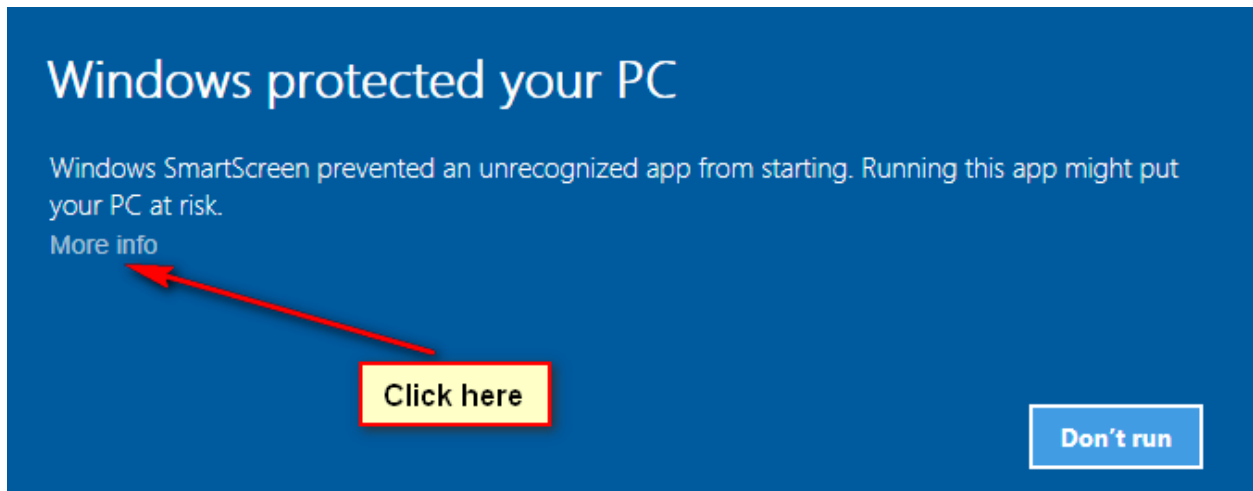 Windows protected your PC
Windows SmartScreen prevented an unrecognized app from starting. Running this app might put
your PC at risk.
More info
Click here
Don't run